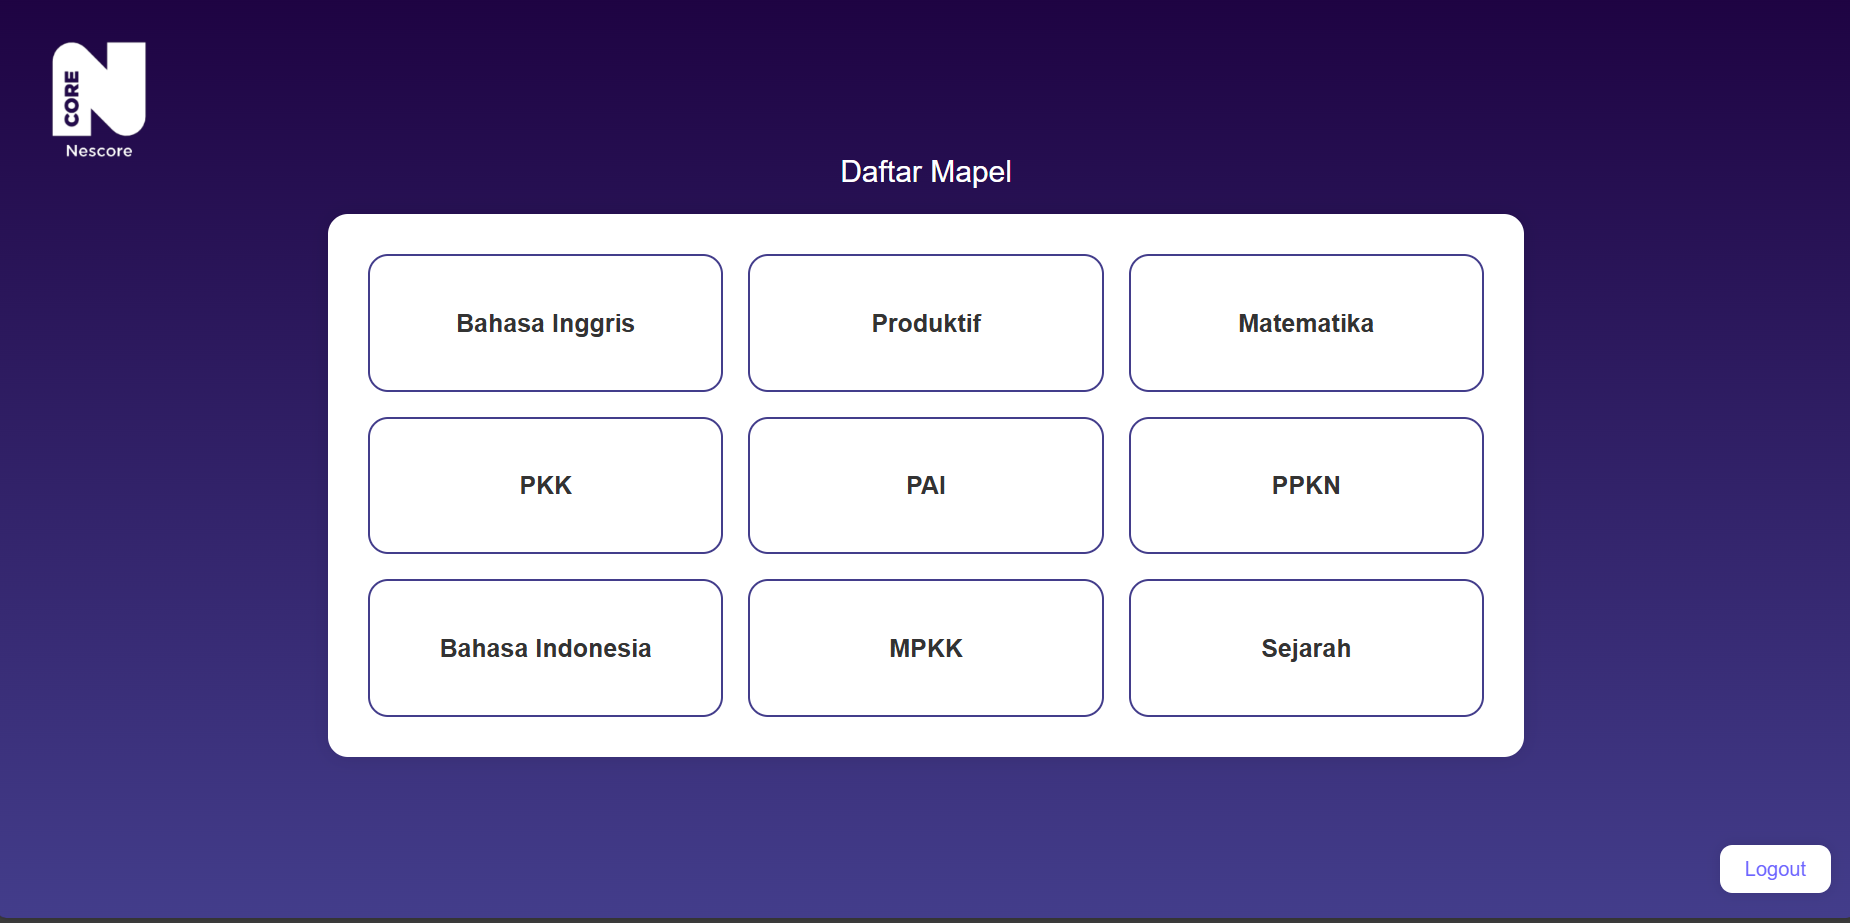 CORE
Nescore
Daftar Mapel
Bahasa Inggris
Produktif
Matematika
PKK
PAI
PPKN
Bahasa Indonesia
MPKK
Sejarah
Logout